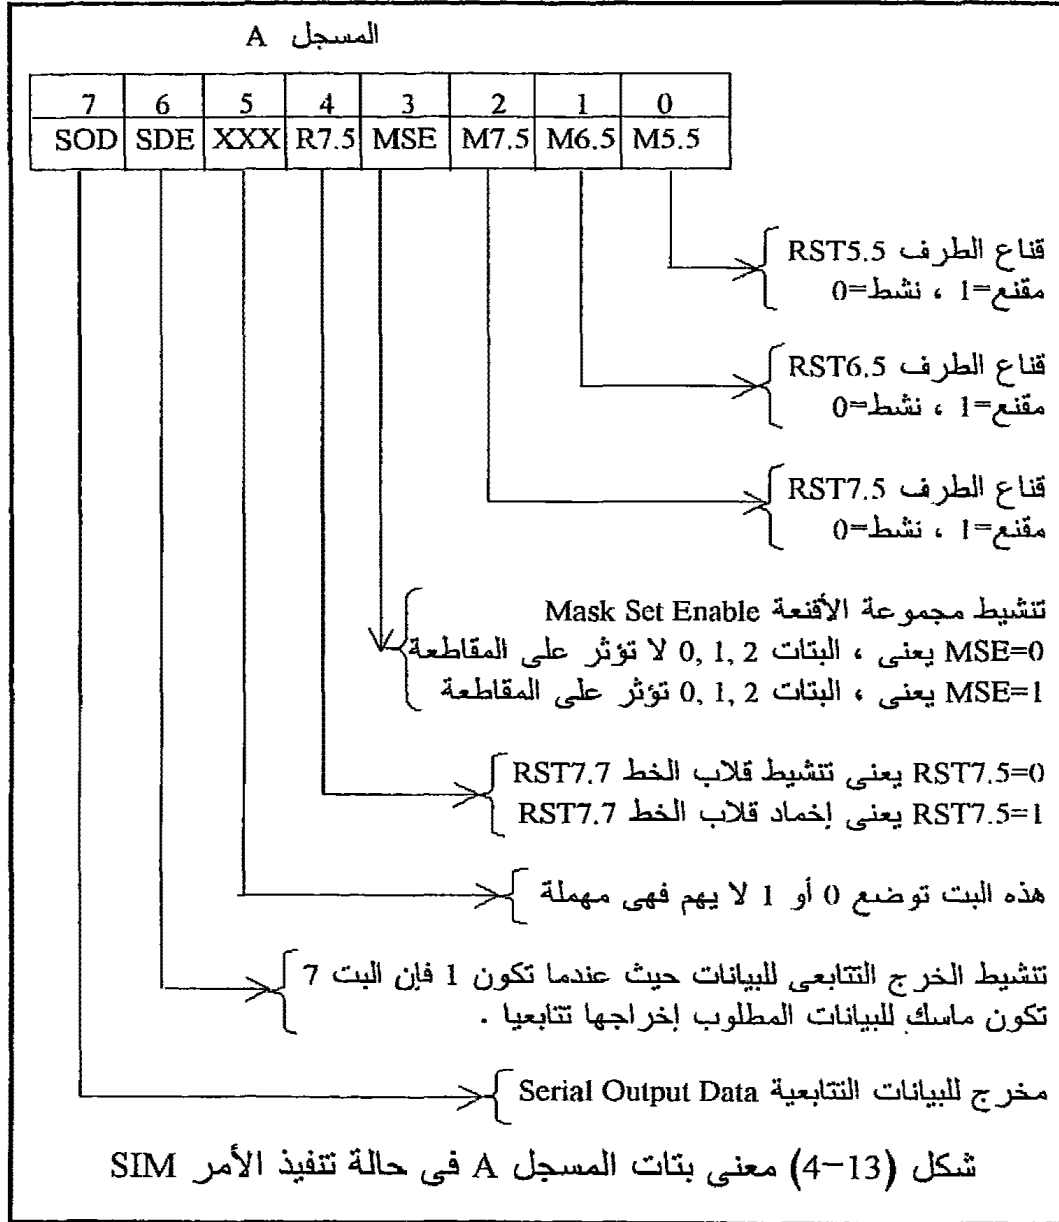 المسجل A
7 6 5 4 3 2 1 0
SOD SDE XXX R7.5 MSE M7.5 M6.5 M5.5
قناع الطرف RST5.5
مقنع=1 ، نشط=0
قناع الطرف RST6.5
مقنع=1 ، نشط=0
قناع الطرف RST7.5
مقنع=1 ، نشط=0
تنشيط مجموعة الأقنعة Mask Set Enable
MSE=0 يعنى ، البتات 0, 1, 2 لا تؤثر على المقاطعة
MSE=1 يعنى ، البتات 0, 1, 2 تؤثر على المقاطعة
RST7.5=0 يعنى تنشيط قلاب الخط RST7.7
RST7.5=1 يعنى إخماد قلاب الخط RST7.7
هذه البت توضع 0 أو 1 لا يهم فهى مهملة
تنشيط الخرج التتابعى للبيانات حيث عندما تكون 1 فإن البت 7
تكون ماسك للبيانات المطلوب إخراجها تتابعيا .
مخرج للبيانات التتابعية Serial Output Data
شكل (4-13) معنى بتات المسجل A فى حالة تنفيذ الأمر SIM